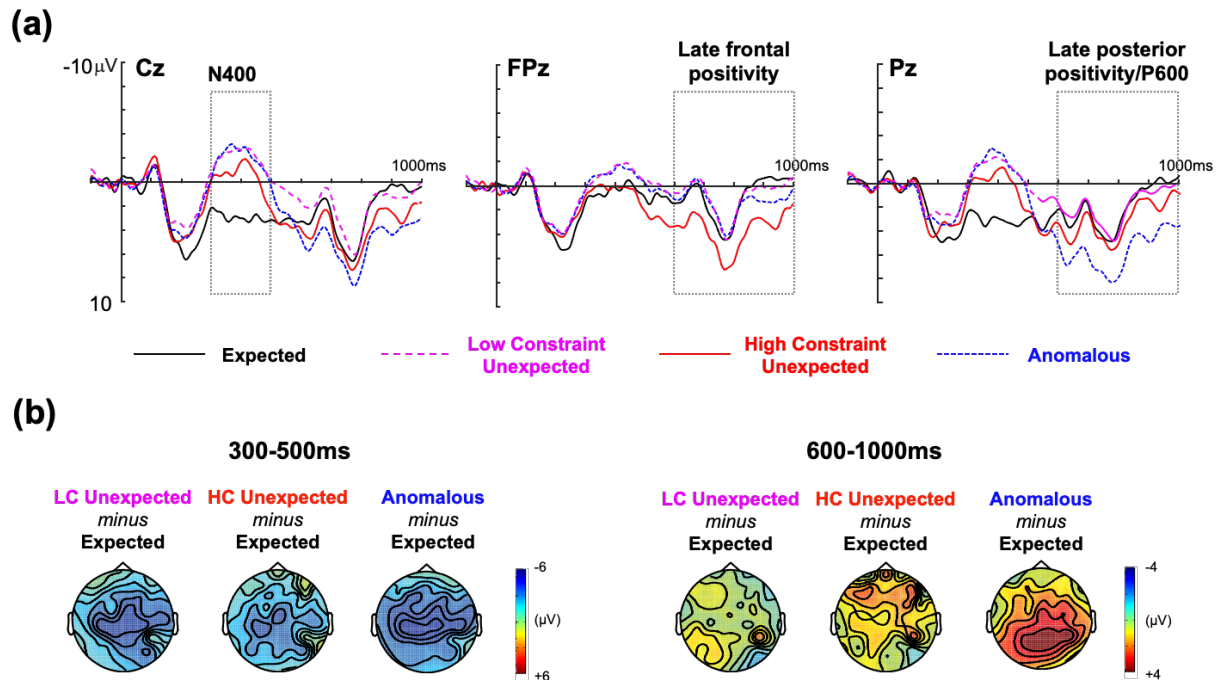 (a)
-10μV
Cz
N400
1000ms
10
FPz
Late frontal
positivity
1000ms
Pz
Late posterior
positivity/P600
1000ms
Expected
Low Constraint
Unexpected
High Constraint
Unexpected
Anomalous
(b)
300-500ms
600-1000ms
LC Unexpected
minus
Expected
HC Unexpected
minus
Expected
Anomalous
minus
Expected
-6
(μV)
+6
LC Unexpected
minus
Expected
HC Unexpected
minus
Expected
Anomalous
minus
Expected
-4
(μV)
+4